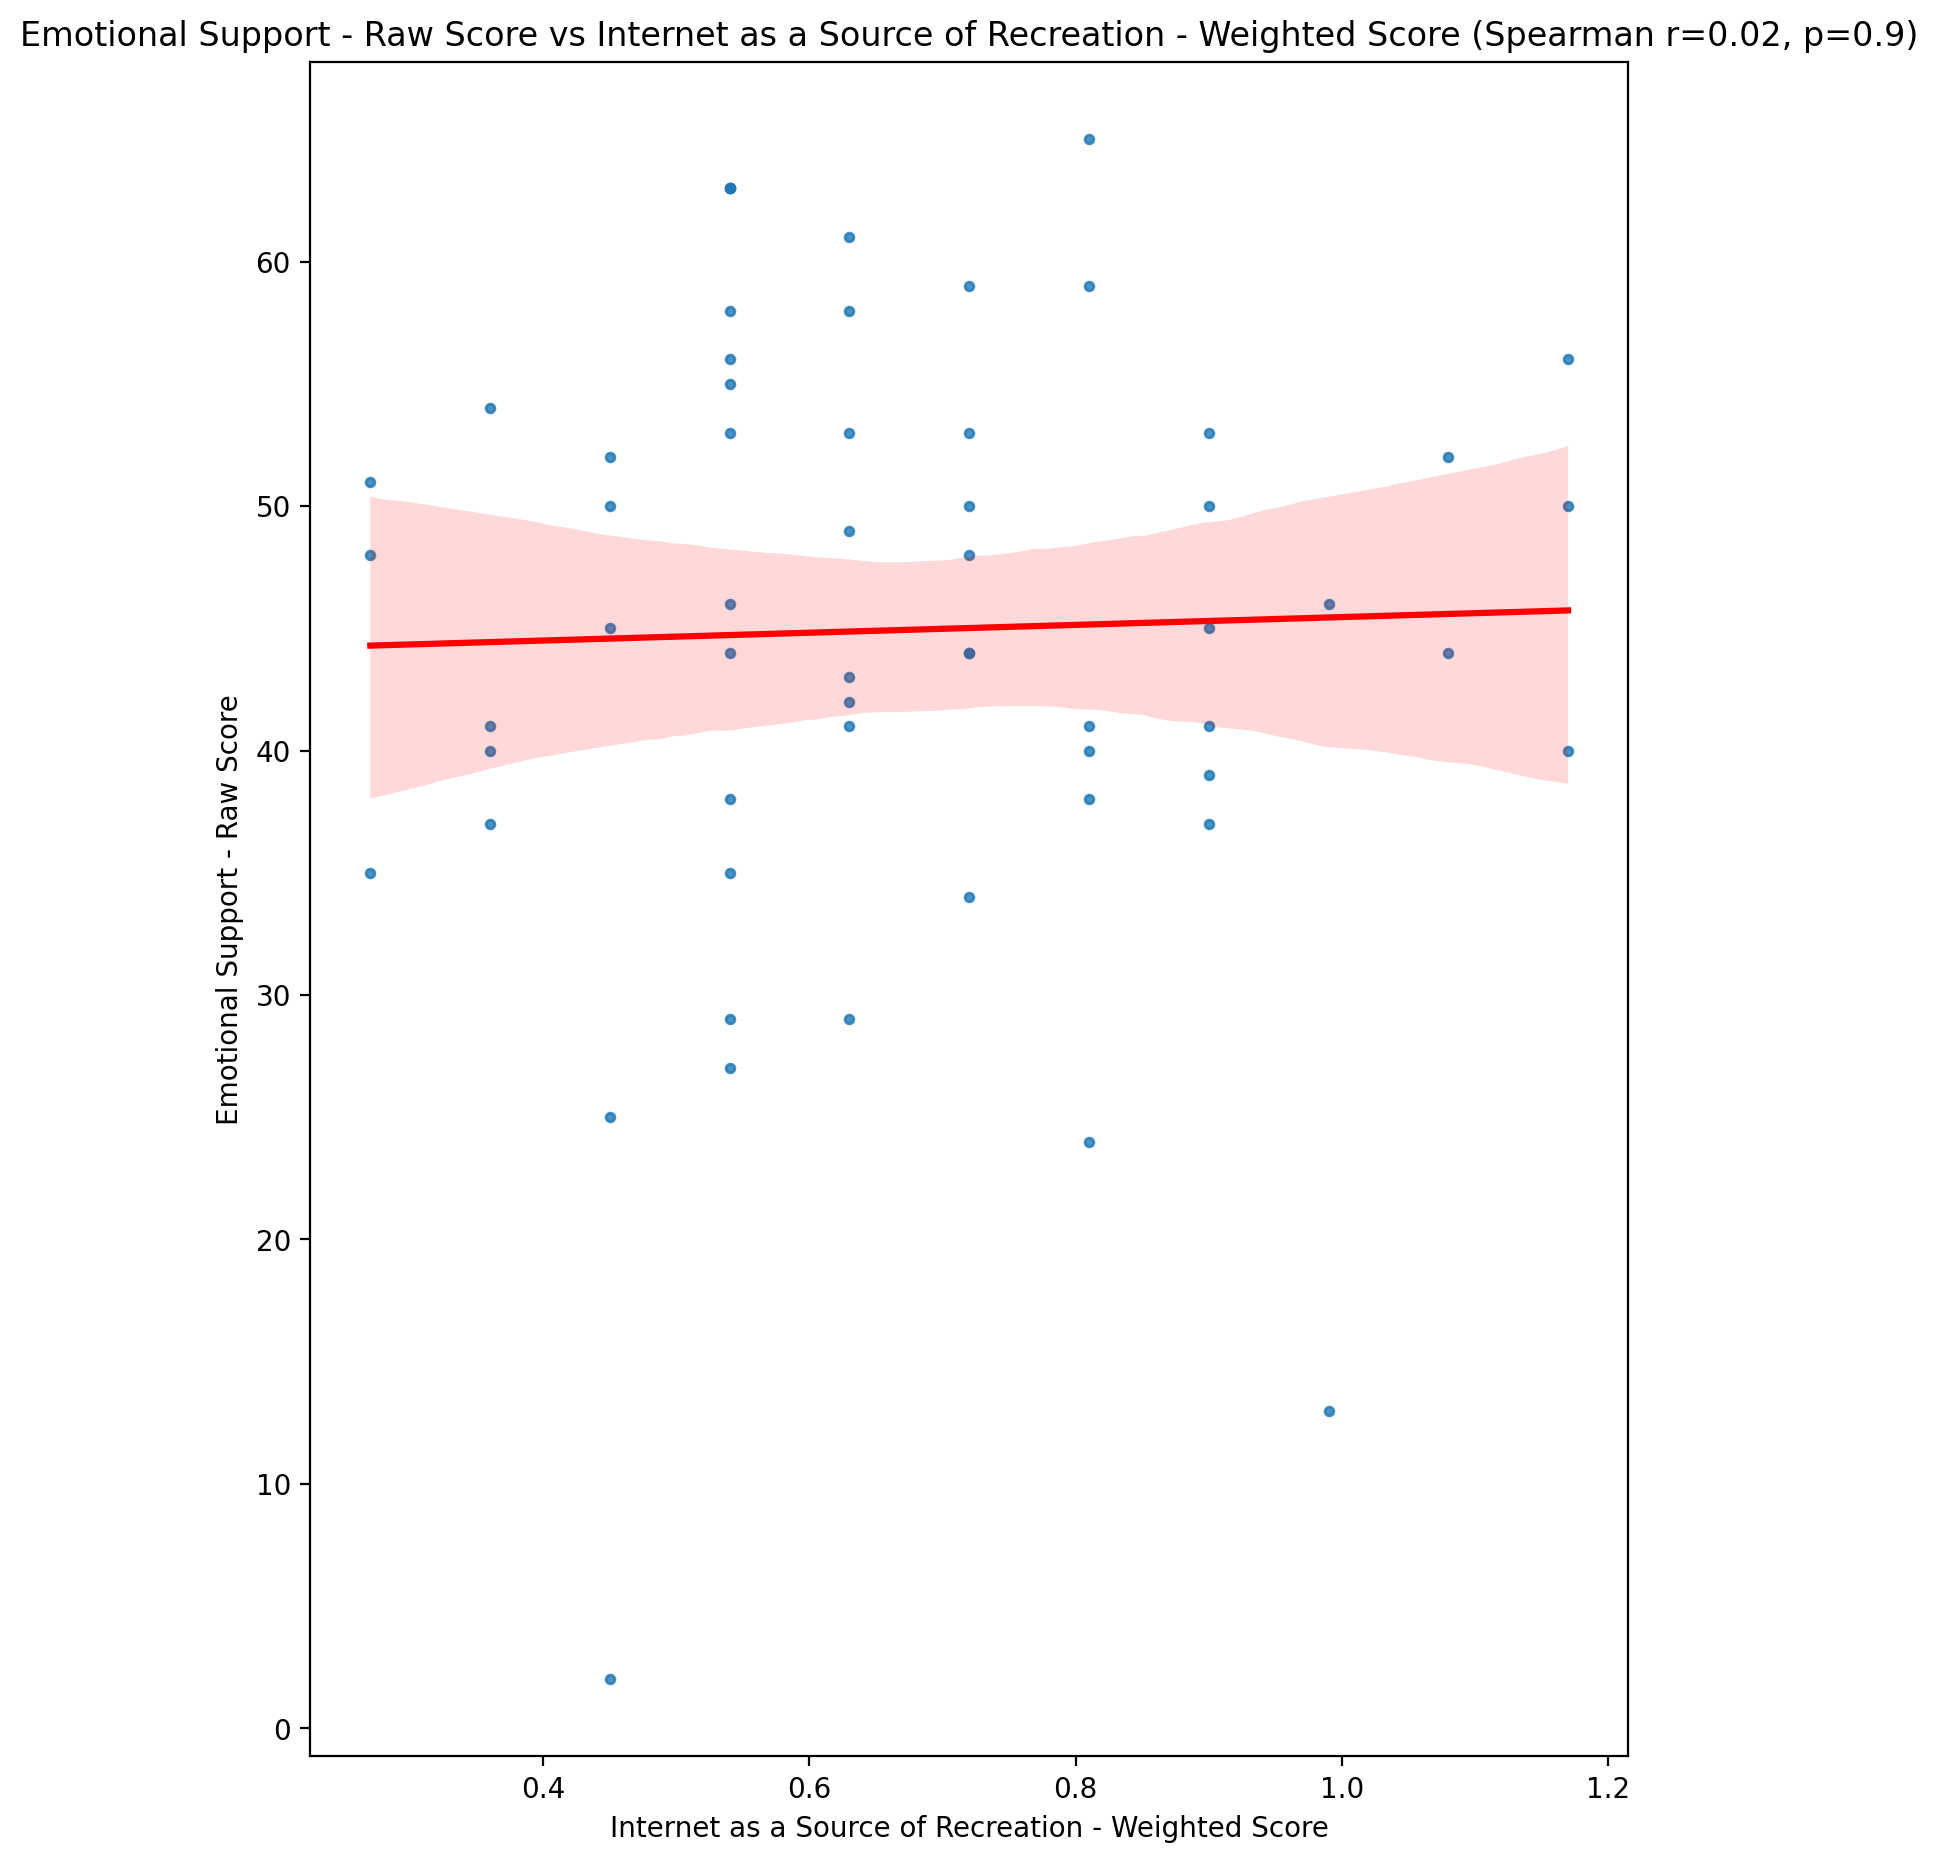 Emotional Support - Raw Score vs Internet as a Source of Recreation - Weighted Score (Spearman r=0.02, p=0.9)
60
50
40
30
20
10
0
Emotional Support - Raw Score
0.4 0.6 0.8 1.0 1.2
Internet as a Source of Recreation - Weighted Score